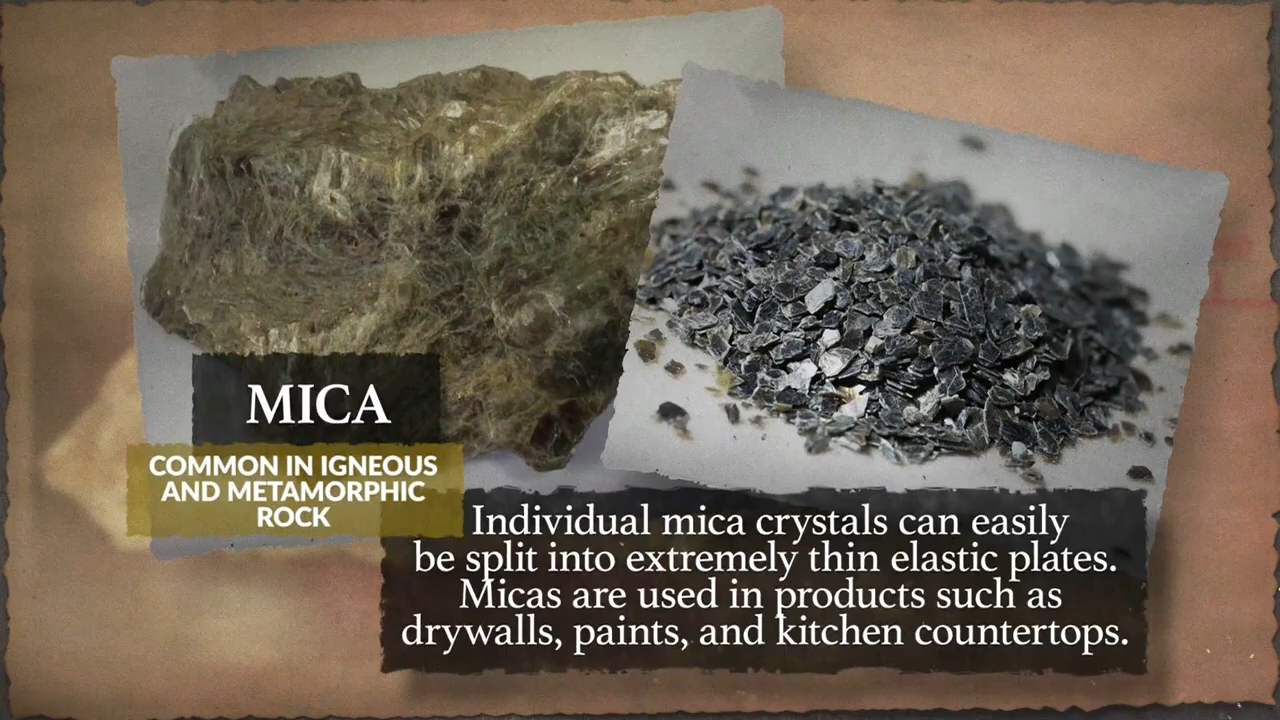 MICA
COMMON IN IGNEOUS
AND METAMORPHIC
ROCK
Individual mica crystals can easily
be split into extremely thin elastic plates.
Micas are used in products such as
drywalls, paints, and kitchen countertops.